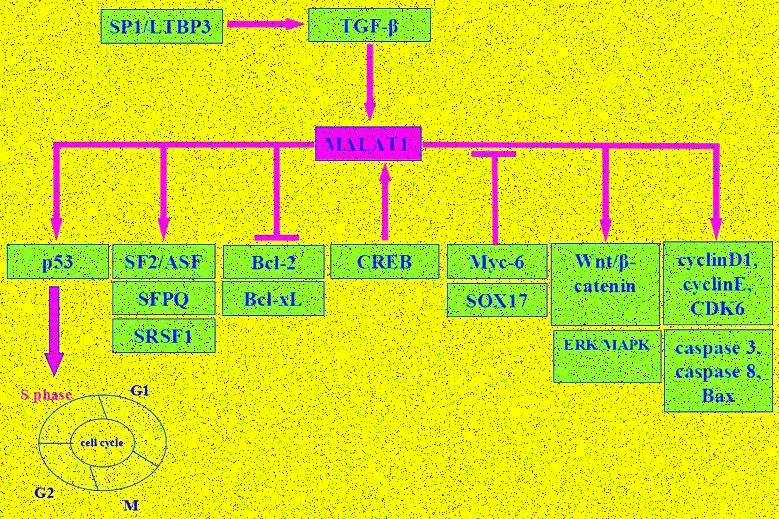 SP1/LTBP3
TGF-β
MALAT1
p53
SF2/ASF
SFPQ
SRSF1
Bcl-2
Bcl-xL
CREB
Myc-6
SOX17
Wnt/β-
catenin
ERK/MAPK
cyclinD1,
cyclinE,
CDK6
caspase 3,
caspase 8,
Bax
S phase
G1
cell cycle
G2
M